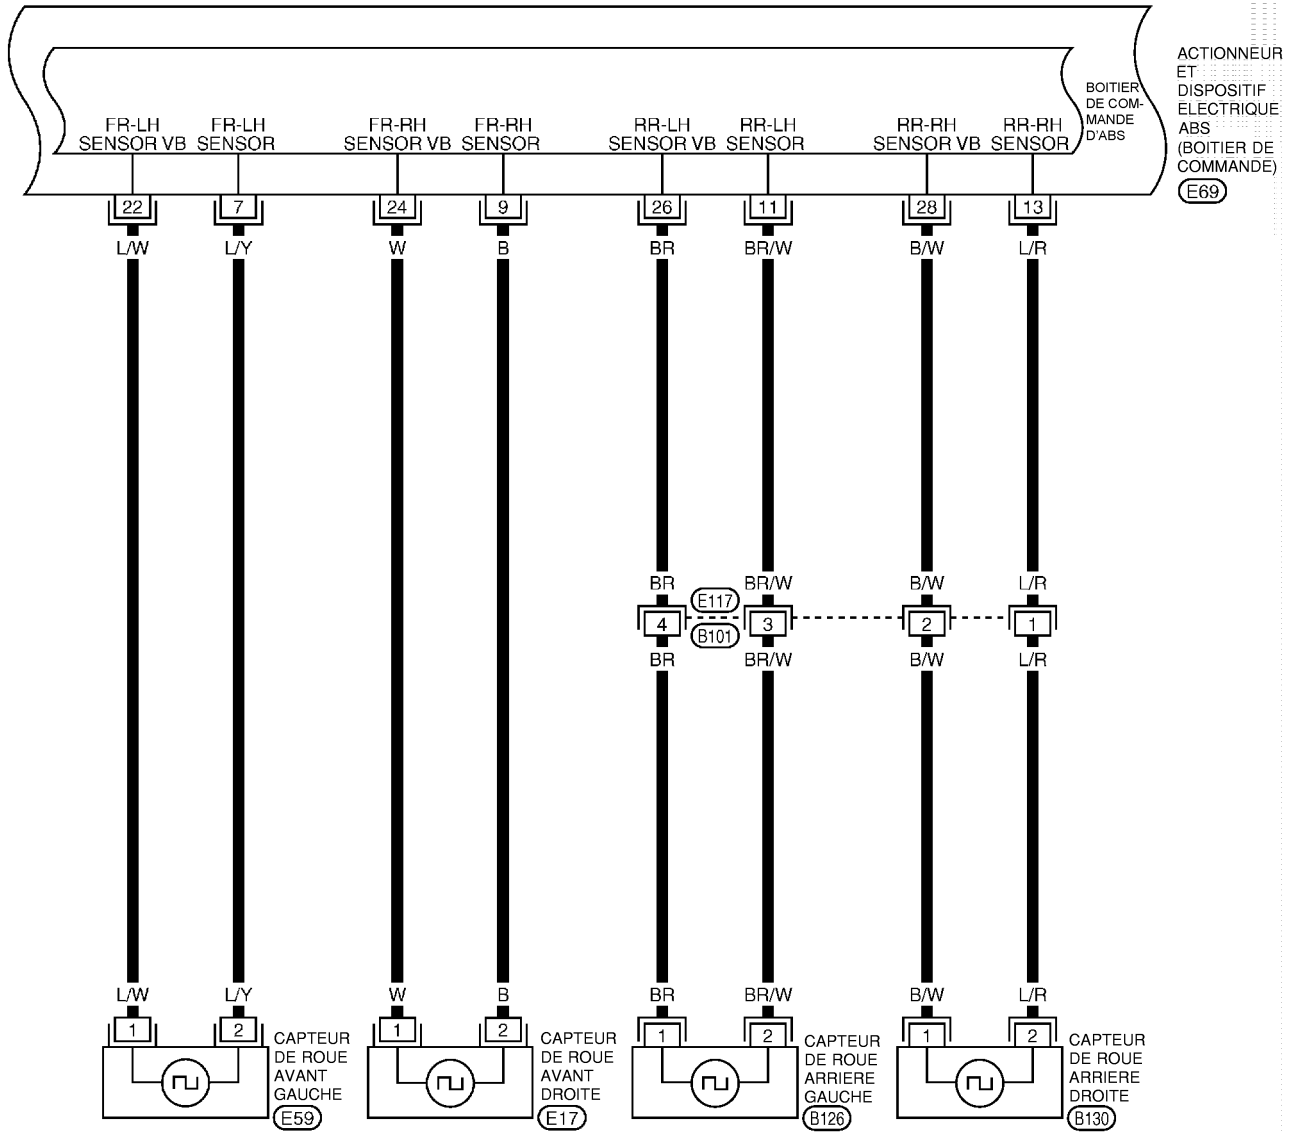 ACTIONNEUR
ET
DISPOSITIF
ELECTRIQUE
ABS
(BOITIER DE
COMMANDE)
E69
BOITIER
DE COM-
MANDE
D'ABS
FR-LH FR-LH FR-RH FR-RH RR-LH RR-LH RR-RH RR-RH
SENSOR VB SENSOR SENSOR VB SENSOR SENSOR VB SENSOR SENSOR VB SENSOR
22 7 24 9 26 11 28 13
L/W L/Y W B BR BR/W B/W L/R
BR BR/W B/W L/R
E117
4 3 2 1
B101
BR BR/W B/W L/R
L/W L/Y W B BR BR/W B/W L/R
1 2 1 2 1 2 1 2
CAPTEUR
DE ROUE
AVANT
GAUCHE
E59
CAPTEUR
DE ROUE
AVANT
DROITE
E17
CAPTEUR
DE ROUE
ARRIERE
GAUCHE
B126
CAPTEUR
DE ROUE
ARRIERE
DROITE
B130